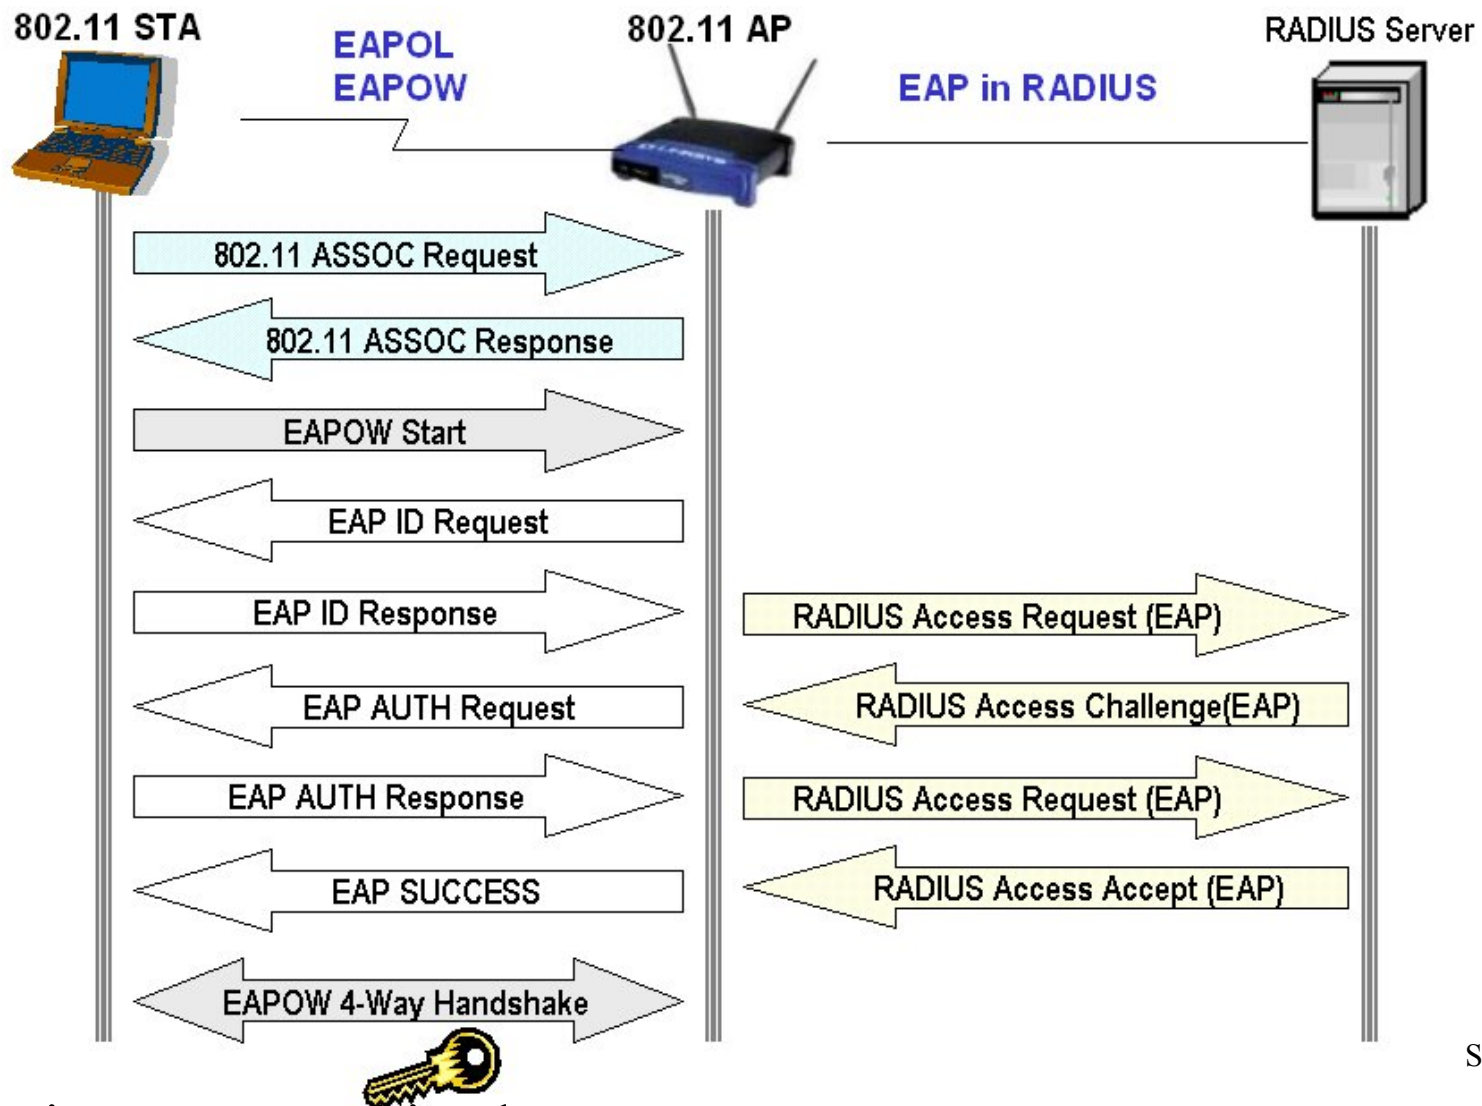 802.11 STA
EAPOL
EAPOW
802.11 AP
EAP in RADIUS
RADIUS Server
802.11 ASSOC Request
802.11 ASSOC Response
EAPOW Start
EAP ID Request
EAP ID Response
RADIUS Access Request (EAP)
EAP AUTH Request
RADIUS Access Challenge(EAP)
EAP AUTH Response
RADIUS Access Request (EAP)
EAP SUCCESS
RADIUS Access Accept (EAP)
EAPOW 4-Way Handshake
S